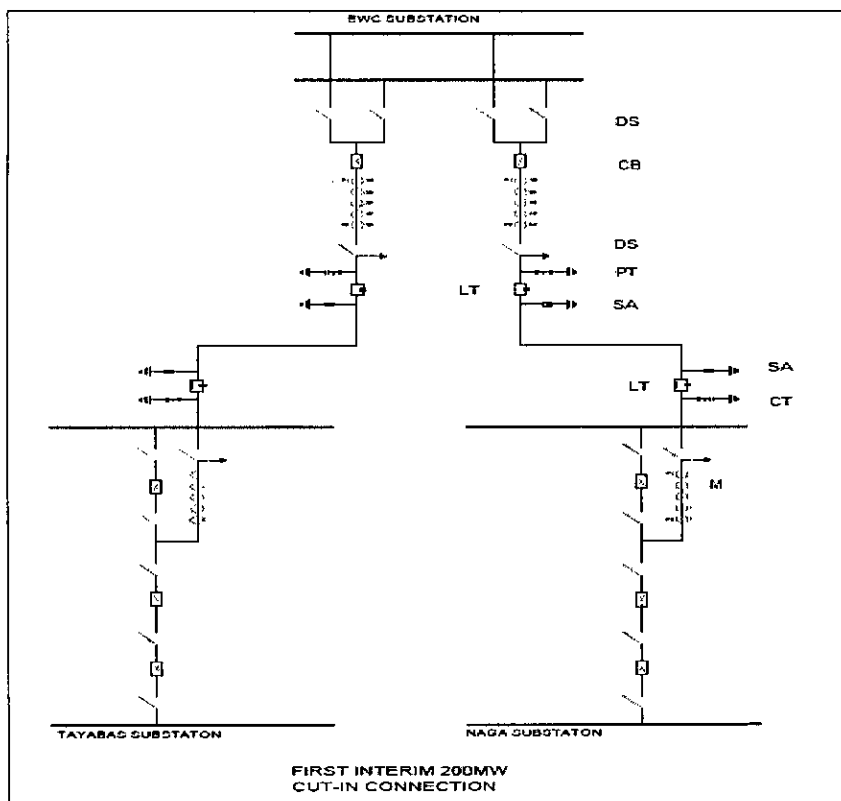 BWC SUBSTATION
DS
CB
DS
PT
LT
SA
SA
LT
CT
M
TAYABAS SUBSTATON
NAGA SUBSTATON
FIRST INTERIM 200MW
CUT-IN CONNECTION